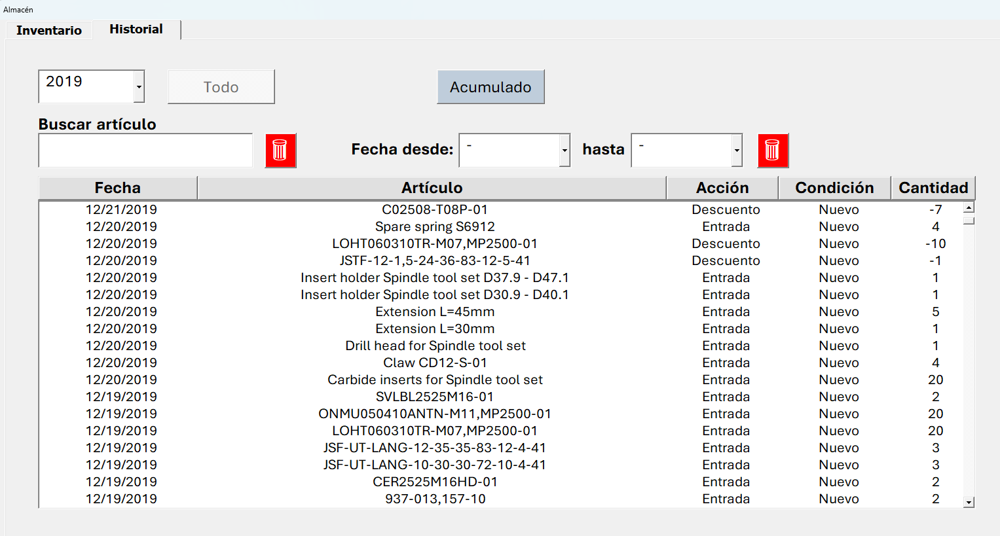 Almacén
Inventario Historial
2019 Todo Acumulado
Buscar artículo
Fecha desde: - hasta -
Fecha Artículo Acción Condición Cantidad
12/21/2019 C02508-T08P-01 Descuento Nuevo -7
12/20/2019 Spare spring S6912 Entrada Nuevo 4
12/20/2019 LOHT060310TR-M07,MP2500-01 Descuento Nuevo -10
12/20/2019 JSTF-12-1,5-24-36-83-12-5-41 Descuento Nuevo -1
12/20/2019 Insert holder Spindle tool set D37.9 - D47.1 Entrada Nuevo 1
12/20/2019 Insert holder Spindle tool set D30.9 - D40.1 Entrada Nuevo 1
12/20/2019 Extension L=45mm Entrada Nuevo 5
12/20/2019 Extension L=30mm Entrada Nuevo 1
12/20/2019 Drill head for Spindle tool set Entrada Nuevo 1
12/20/2019 Claw CD12-S-01 Entrada Nuevo 4
12/20/2019 Carbide inserts for Spindle tool set Entrada Nuevo 20
12/19/2019 SVLBL2525M16-01 Entrada Nuevo 2
12/19/2019 ONMU050410ANTN-M11,MP2500-01 Entrada Nuevo 20
12/19/2019 LOHT060310TR-M07,MP2500-01 Entrada Nuevo 20
12/19/2019 JSF-UT-LANG-12-35-35-83-12-4-41 Entrada Nuevo 3
12/19/2019 JSF-UT-LANG-10-30-30-72-10-4-41 Entrada Nuevo 3
12/19/2019 CER2525M16HD-01 Entrada Nuevo 2
12/19/2019 937-013,157-10 Entrada Nuevo 2